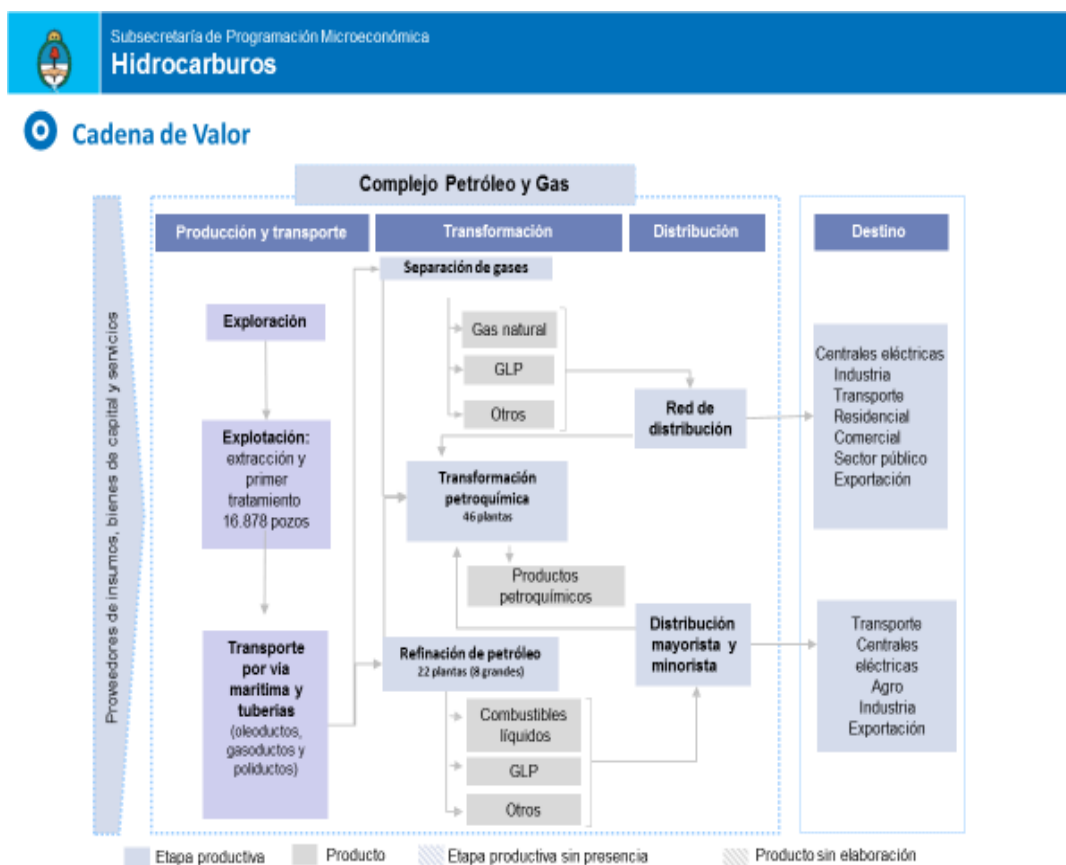 Subsecretaría de Programación Microeconómica
Hidrocarburos
Cadena de Valor
Complejo Petróleo y Gas
Proveedores de insumos, bienes de capital y servicios
Producción y transporte
Transformación
Distribución
Destino
Exploración
Explotación:
extracción y
primer
tratamiento
16.878 pozos
Transporte
por via
maritima y
tuberias
(oleoductos,
gasoductos y
poliductos)
Separación de gases
Gas natural
GLP
Otros
Transformación
petroquímica
46 plantas
Productos
petroquímicos
Refinación de petróleo
22 plantas (8 grandes)
Combustibles
líquidos
GLP
Otros
Red de
distribución
Distribución
mayorista y
minorista
Centrales eléctricas
Industria
Transporte
Residencial
Comercial
Sector público
Exportación
Transporte
Centrales
eléctricas
Agro
Industria
Exportación
Etapa productiva
Producto
Etapa productiva sin presencia
Producto sin elaboración